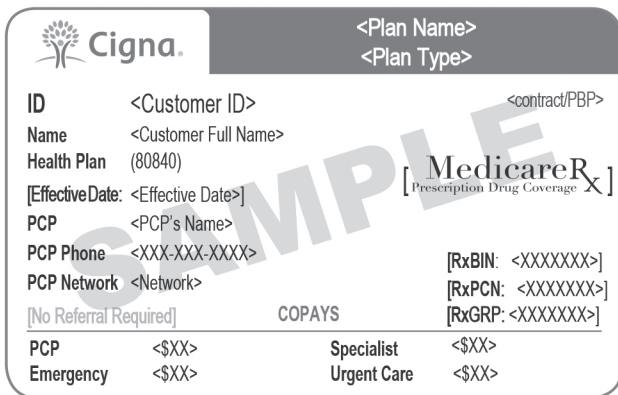 Cigna.
<Plan Name>
<Plan Type>
ID <Customer ID> <contract/PBP>
Name <Customer Full Name>
Health Plan (80840)
[Effective Date: <Effective Date>]
PCP <PCP's Name>
PCP Phone <XXX-XXX-XXXX>
PCP Network <Network>
[No Referral Required]
SAMPLE
[MedicareRx
Prescription Drug Coverage]
[RxBIN: <XXXXXXX>]
[RxPCN: <XXXXXXX>]
[RxGRP: <XXXXXXX>]
COPAYS
PCP <$XX> Specialist <$XX>
Emergency <$XX> Urgent Care <$XX>